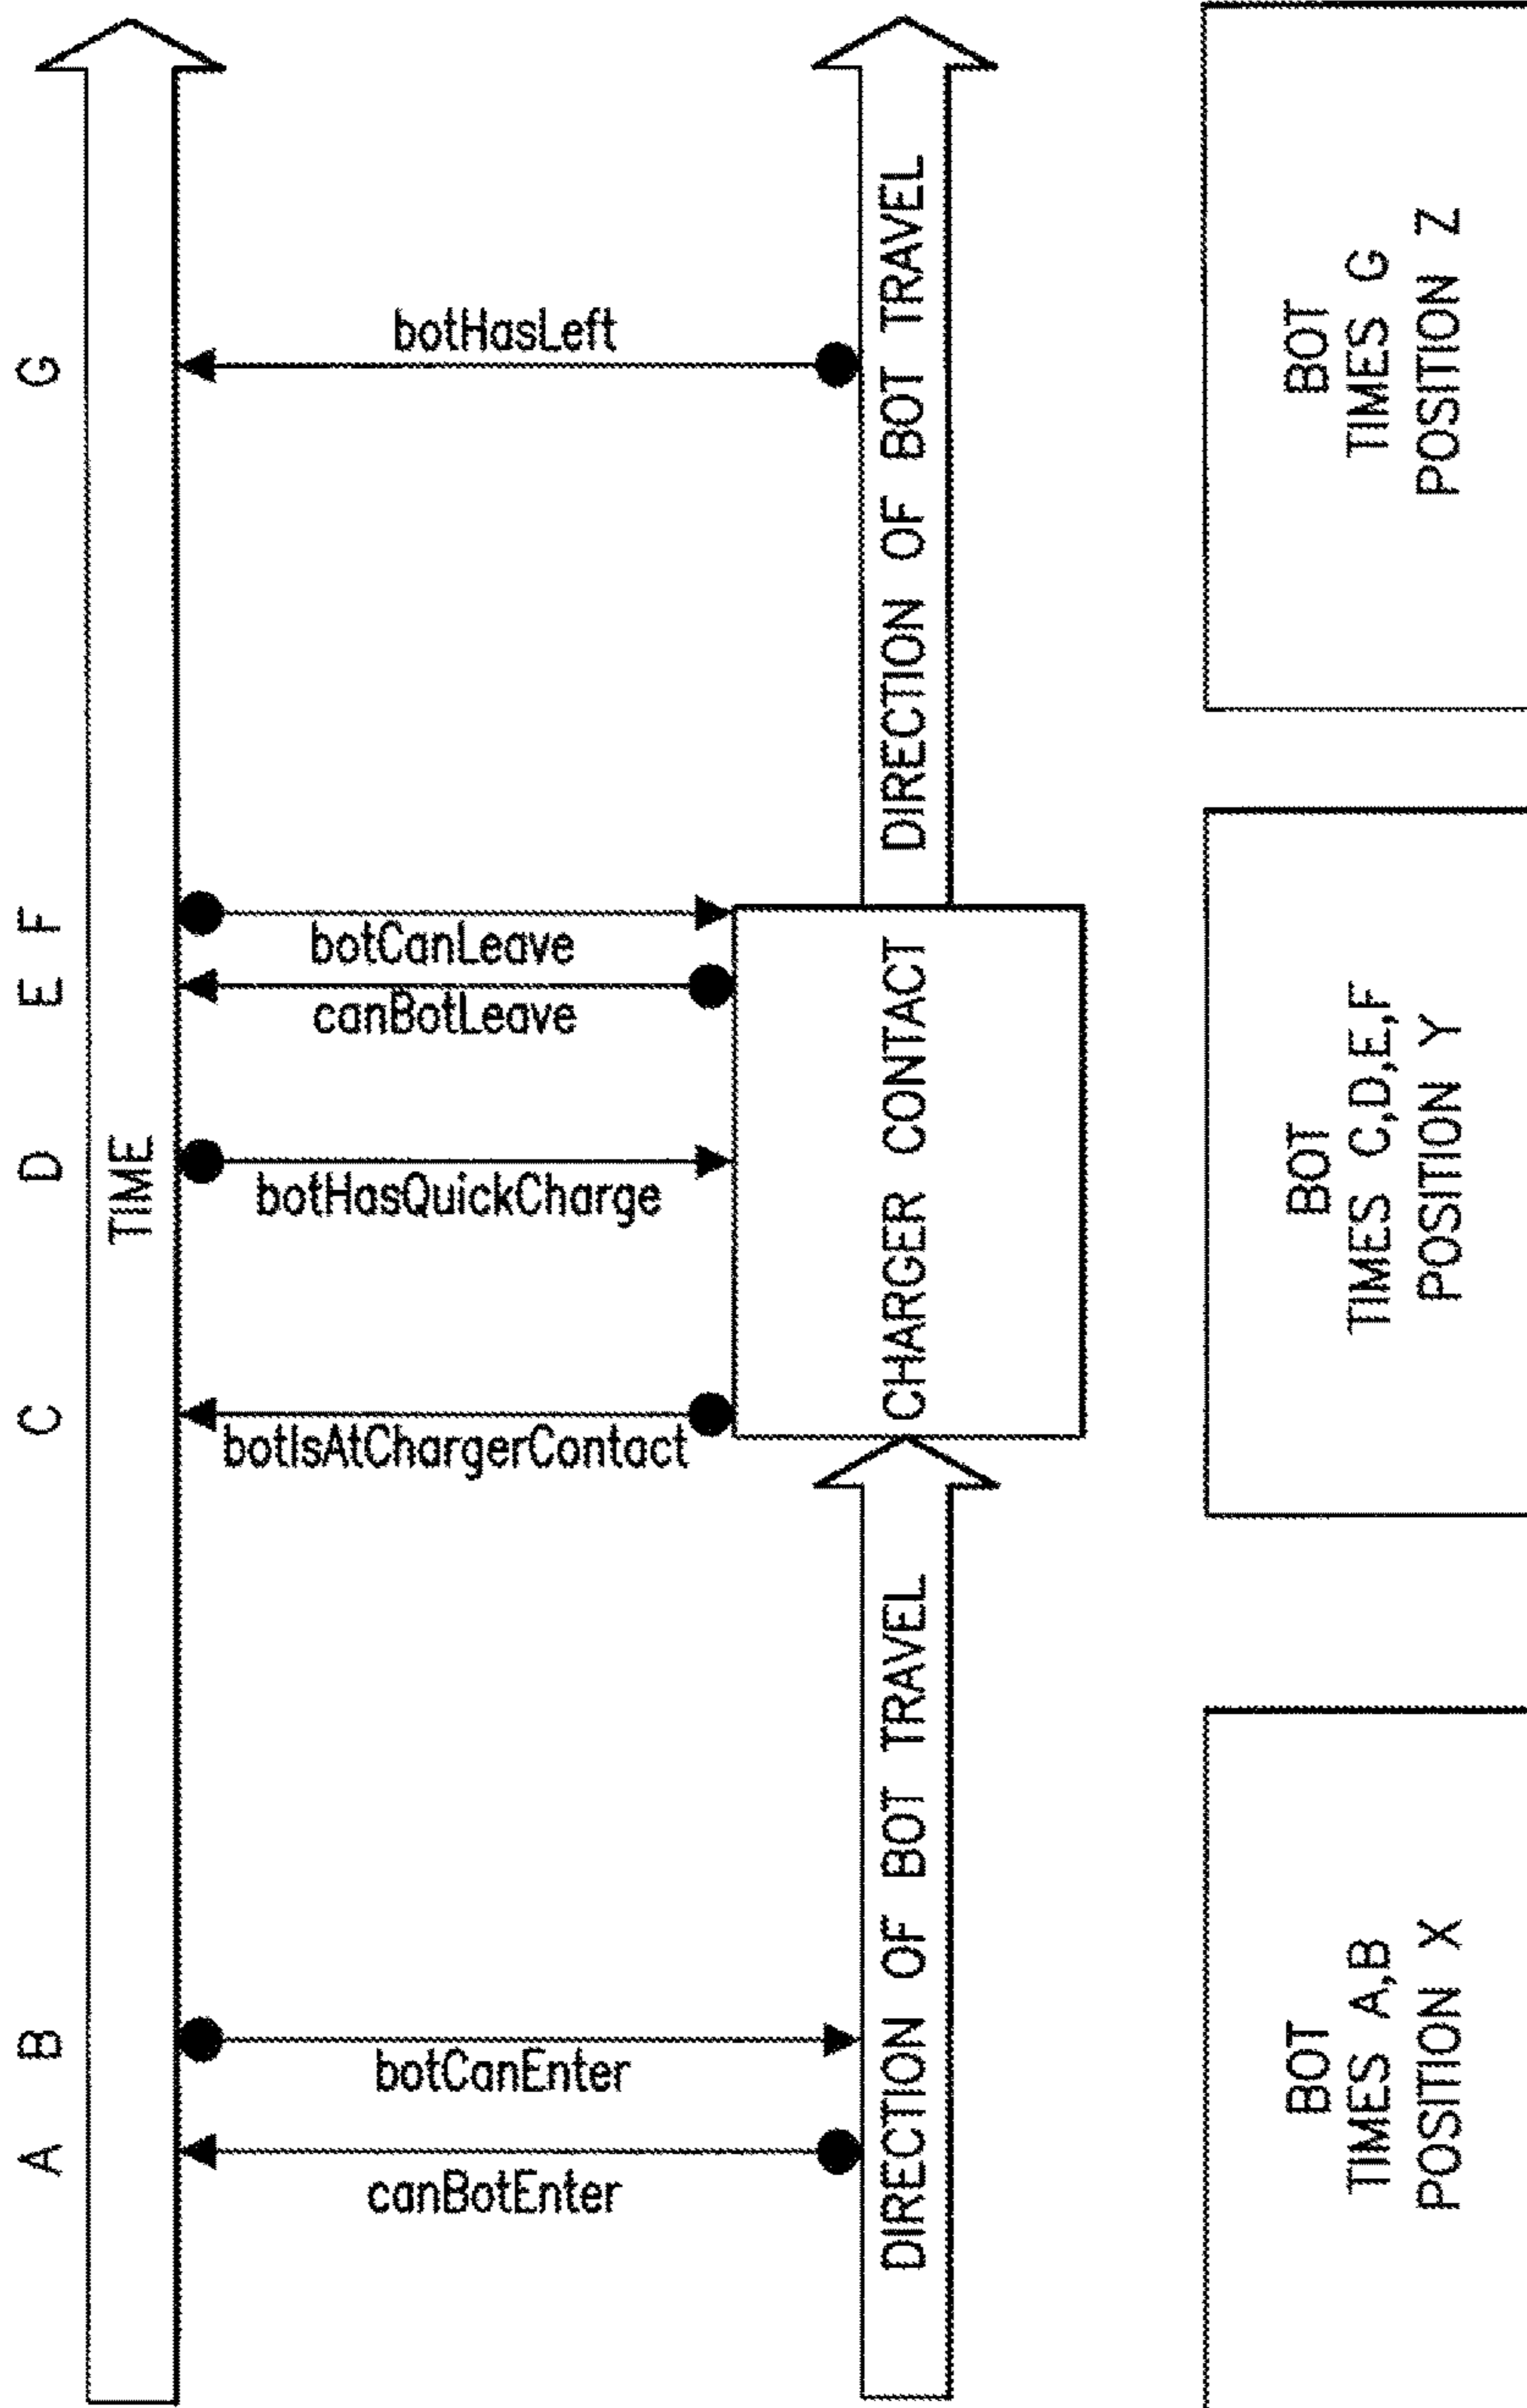 A
B
C
D
E
F
G
TIME
canBotEnter
botCanEnter
botIsAtChargerContact
botHasQuickCharge
canBotLeave
botCanLeave
botHasLeft
DIRECTION OF BOT TRAVEL
CHARGER CONTACT
DIRECTION OF BOT TRAVEL
BOT
TIMES A,B
POSITION X
BOT
TIMES C,D,E,F
POSITION Y
BOT
TIMES G
POSITION Z